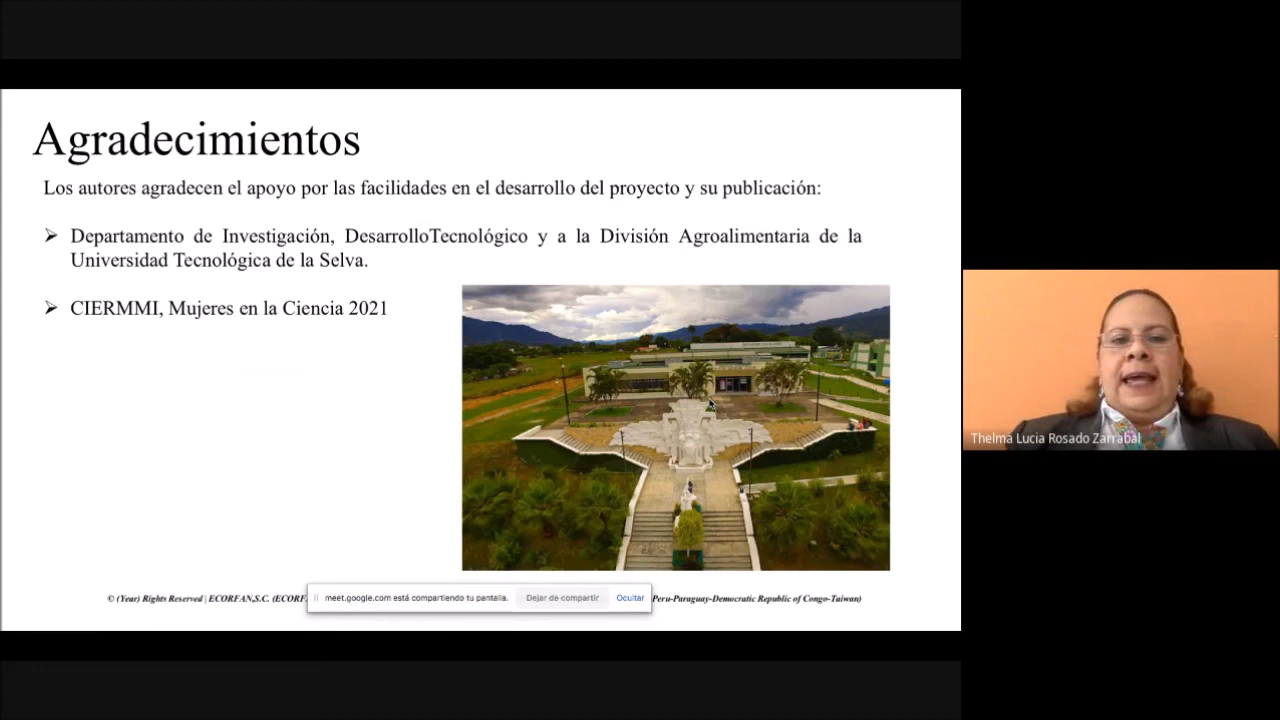 Agradecimientos
Los autores agradecen el apoyo por las facilidades en el desarrollo del proyecto y su publicación:
➢ Departamento de Investigación, DesarrolloTecnológico y a la División Agroalimentaria de la
Universidad Tecnológica de la Selva.
➢ CIERMMI, Mujeres en la Ciencia 2021
Thelma Lucia Rosado Zarrabal
© (Year) Rights Reserved | ECORFAN,S.C. (ECORF
meet.google.com está compartiendo tu pantalla. Dejar de compartir Ocultar
Peru-Paraguay-Democratic Republic of Congo-Taiwan)